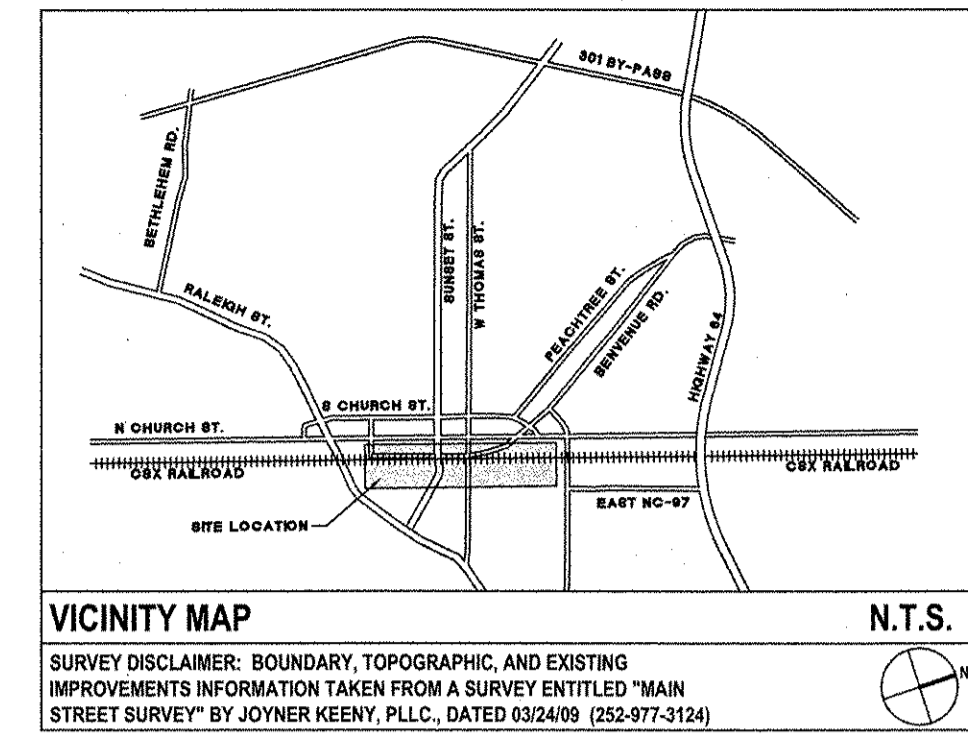 301 BY-PASS
BETHLEHEM RD.
SUNSET ST.
W THOMAS ST.
RALEIGH ST.
PEACHTREE ST.
BENVENUE RD.
HIGHWAY 64
S CHURCH ST.
N CHURCH ST.
CSX RAILROAD
CSX RAILROAD
SITE LOCATION
EAST NC-97
VICINITY MAP
N.T.S.
SURVEY DISCLAIMER: BOUNDARY, TOPOGRAPHIC, AND EXISTING
IMPROVEMENTS INFORMATION TAKEN FROM A SURVEY ENTITLED "MAIN
STREET SURVEY" BY JOYNER KEENY, PLLC., DATED 03/24/09 (252-977-3124)
N